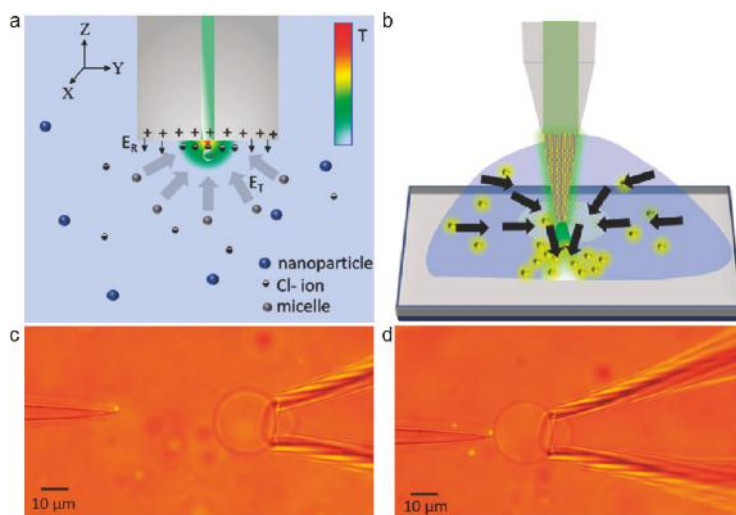 a
T
Z
Y
X
+ + + + + + + + +
E_R
E_T
nanoparticle
Cl- ion
micelle
b
c
10 μm
d
10 μm